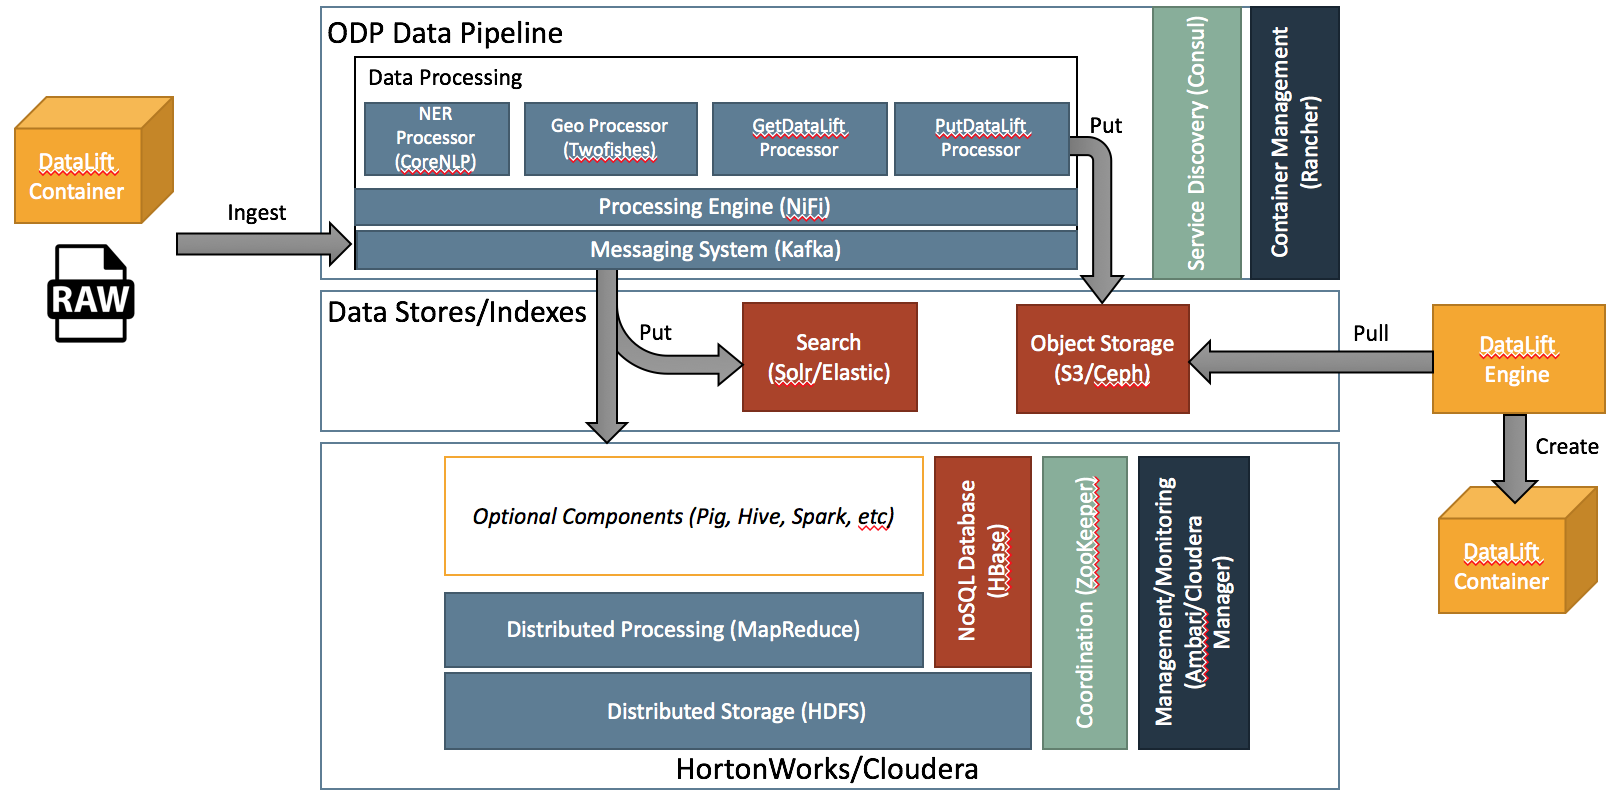 ODP Data Pipeline
Data Processing
NER
Processor
(CoreNLP)
Geo Processor
(Twofishes)
GetDataLift
Processor
PutDataLift
Processor
Put
Processing Engine (NiFi)
Messaging System (Kafka)
Service Discovery (Consul)
Container Management
(Rancher)
DataLift
Container
Ingest
RAW
Data Stores/Indexes
Put
Search
(Solr/Elastic)
Object Storage
(S3/Ceph)
Pull
DataLift
Engine
Create
DataLift
Container
Optional Components (Pig, Hive, Spark, etc)
Distributed Processing (MapReduce)
Distributed Storage (HDFS)
NoSQL Database
(HBase)
Coordination (ZooKeeper)
Management/Monitoring
(Ambari/Cloudera
Manager)
HortonWorks/Cloudera